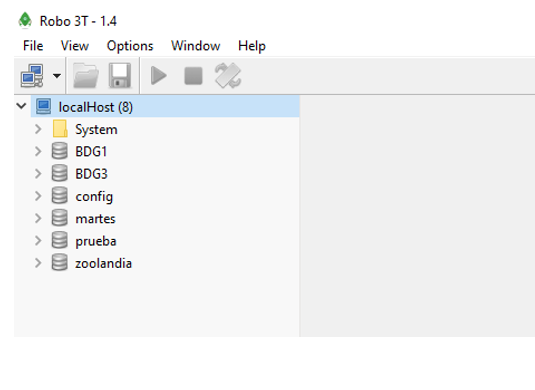 Robo 3T - 1.4
File View Options Window Help
localHost (8)
System
BDG1
BDG3
config
martes
prueba
zoolandia